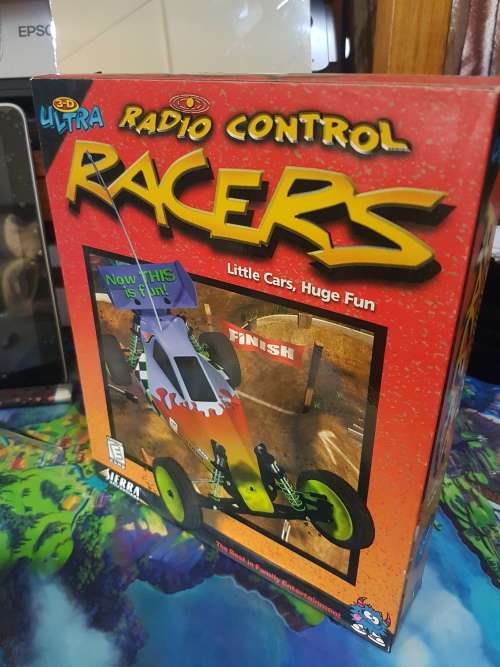 EPS
3-D
ULTRA
RADIO CONTROL
RACERS
Little Cars, Huge Fun
Now THIS
is fun!
FINISH
E
SIERRA
The Best in Family Entertainment